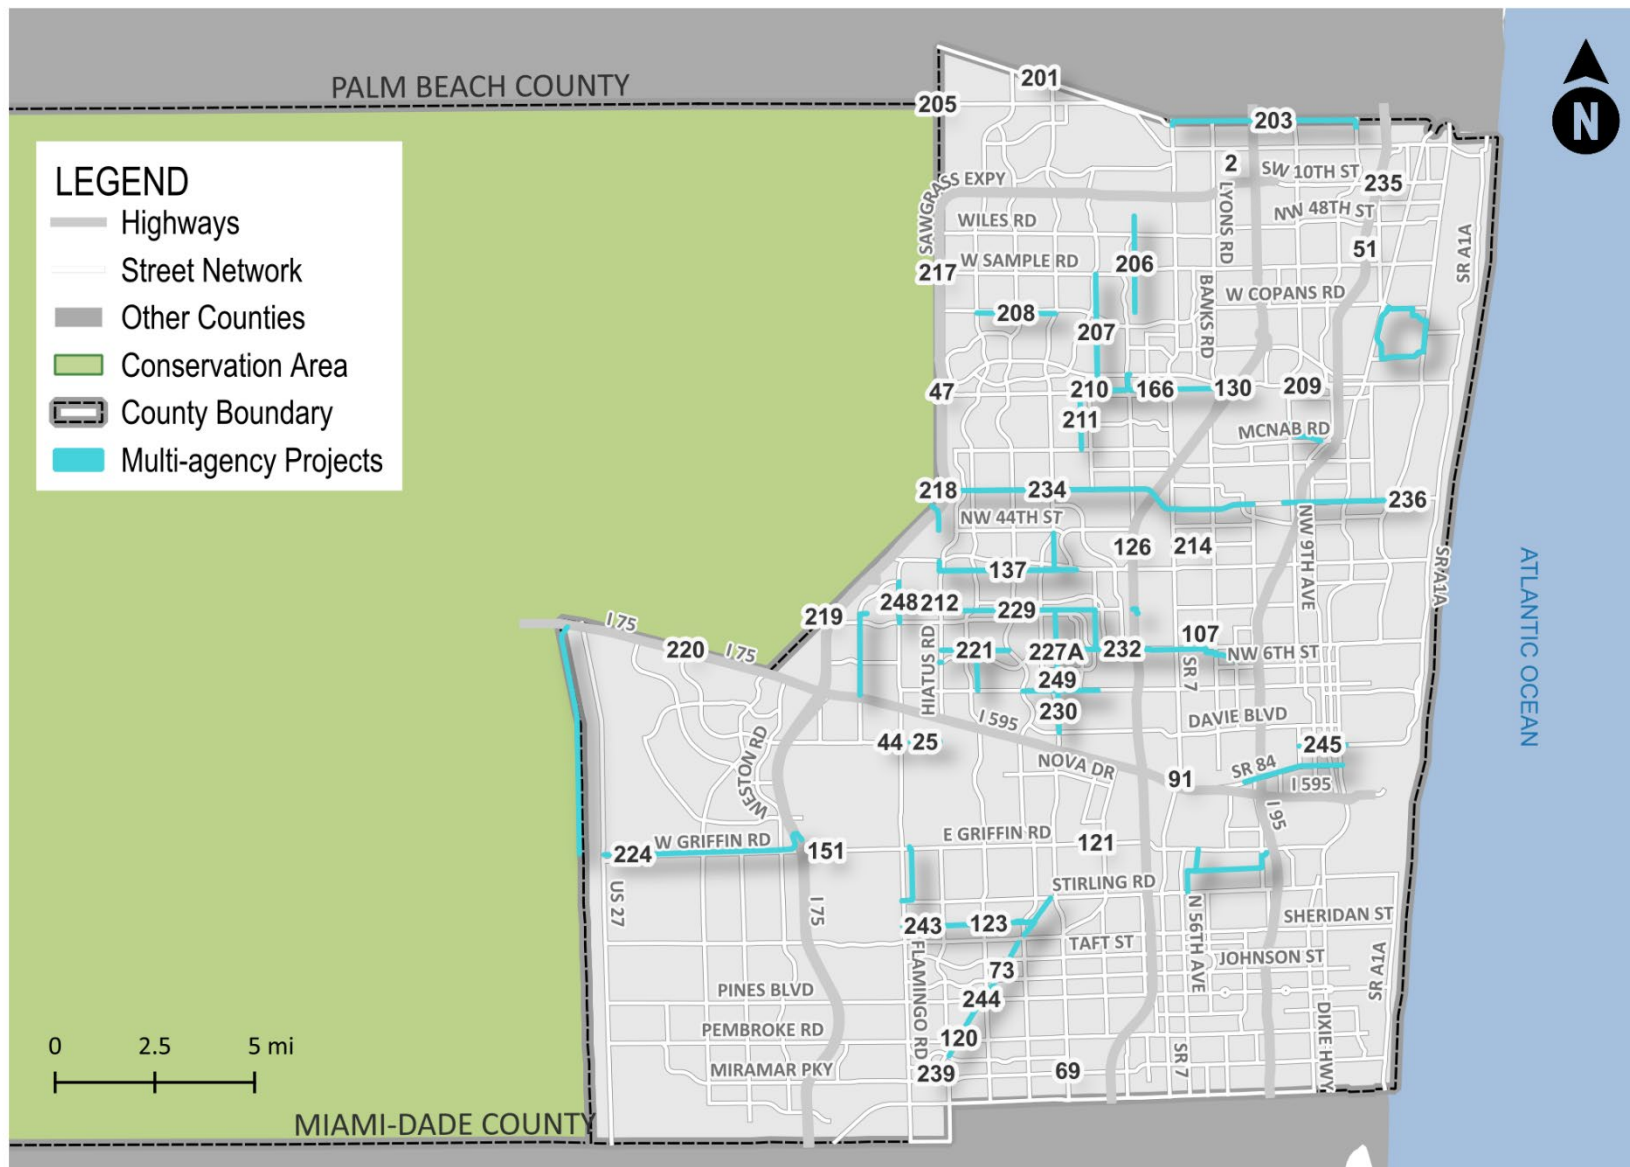 PALM BEACH COUNTY
201
205
203
N
LEGEND
Highways
Street Network
Other Counties
Conservation Area
County Boundary
Multi-agency Projects
2
SW 10TH ST
235
SAWGRASS EXPY
LYONS RD
NN 48TH ST
WILES RD
51
SR A1A
W SAMPLE RD
206
217
BANKS RD
W COPANS RD
208
207
47
210
166
130
209
211
MCNAB RD
218
234
236
NW 44TH ST
NW 9TH AVE
126
214
137
SR A1A
ATLANTIC OCEAN
248
212
229
219
I 75
220
I 75
HIATUS RD
221
227A
232
107
NW 6TH ST
SR 7
249
230
I 595
DAVIE BLVD
44
25
WESTON RD
NOVA DR
245
91
SR 84
I 595
I 95
W GRIFFIN RD
E GRIFFIN RD
224
151
121
US 27
STIRLING RD
I 75
N 56TH AVE
243
123
SHERIDAN ST
FLAMINGO RD
TAFT ST
JOHNSON ST
73
SR A1A
PINES BLVD
244
DIXIE HWY
PEMBROKE RD
120
SR 7
MIRAMAR PKY
239
69
0 2.5 5 mi
MIAMI-DADE COUNTY